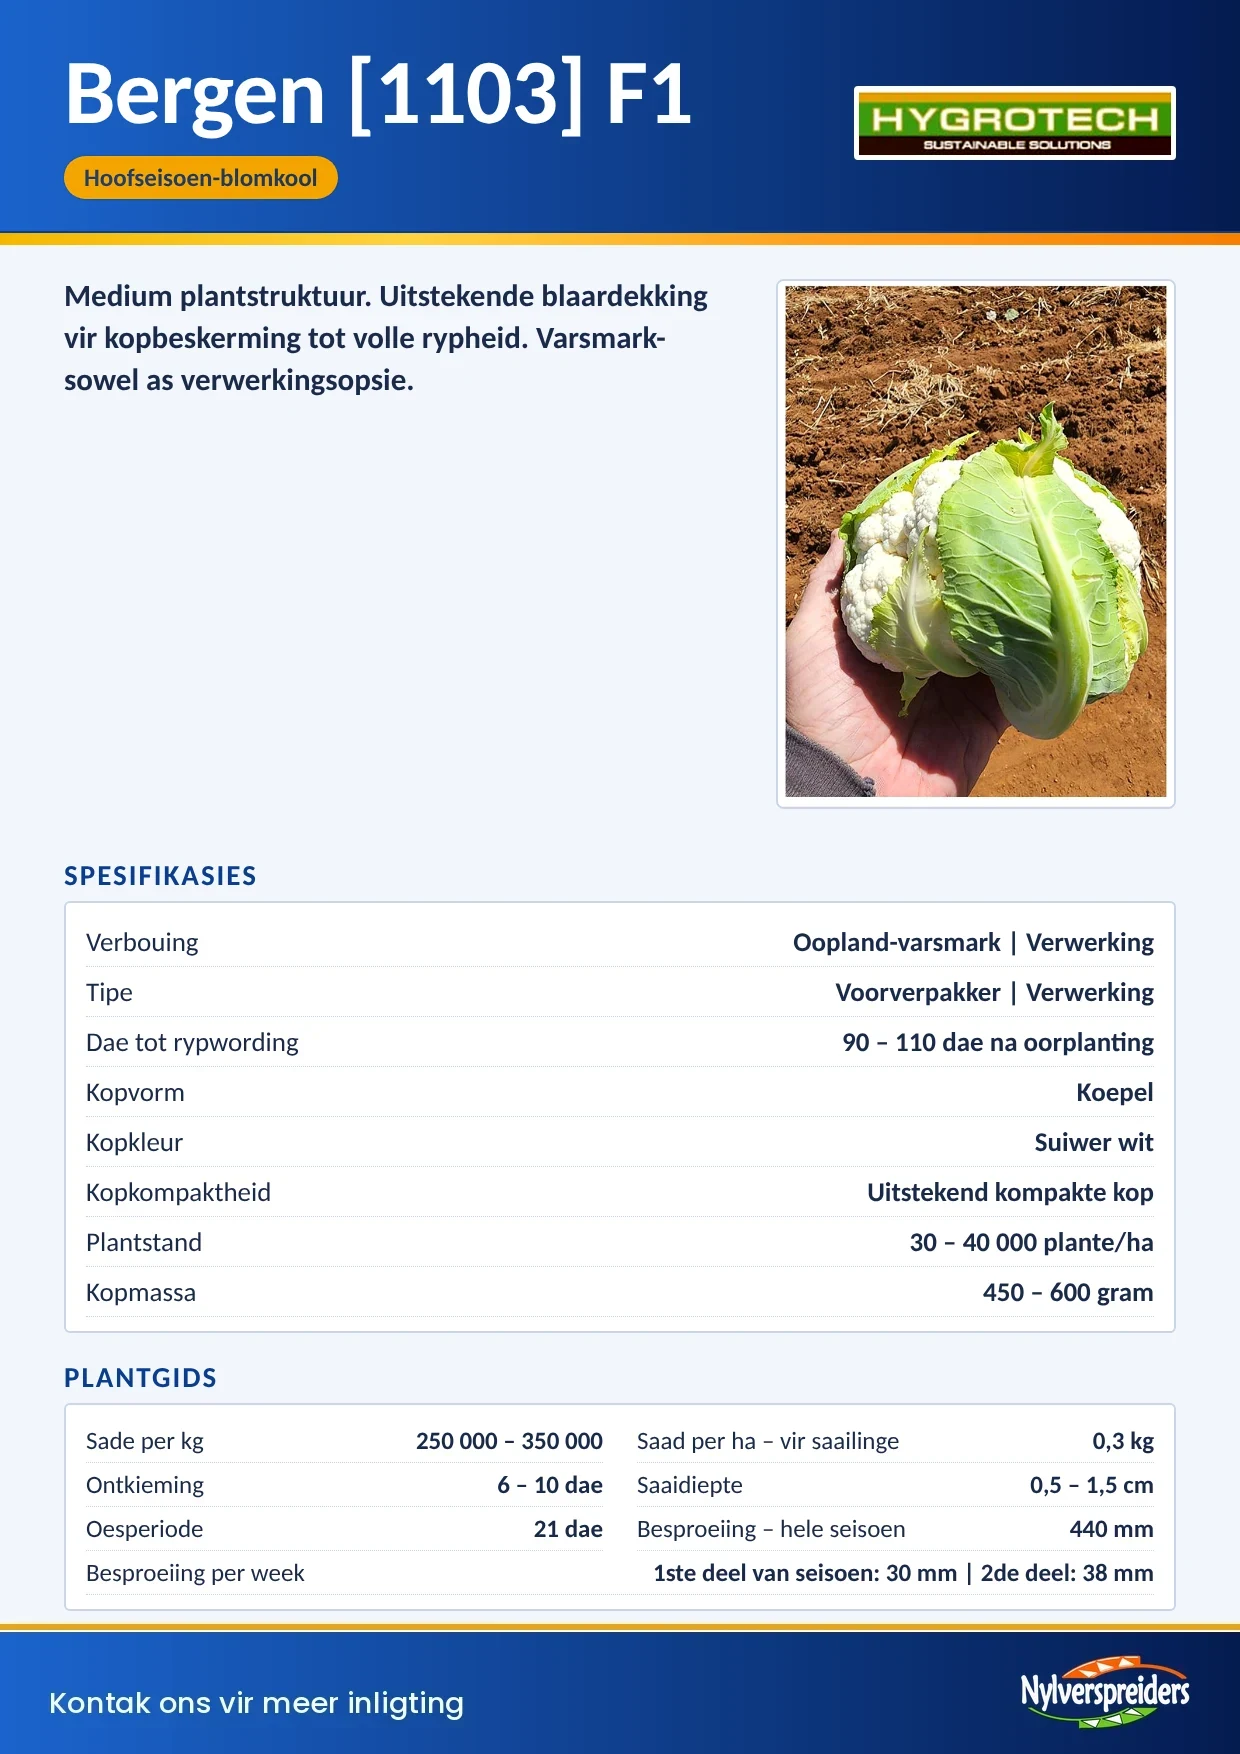 Bergen [1103] F1
Hoofseisoen-blomkool
HYGROTECH
SUSTAINABLE SOLUTIONS
Medium plantstruktuur. Uitstekende blaardekking
vir kopbeskerming tot volle rypheid. Varsmark-
sowel as verwerkingsopsie.
SPESIFIKASIES
Verbouing Oopland-varsmark | Verwerking
Tipe Voorverpakker | Verwerking
Dae tot rypwording 90 – 110 dae na oorplanting
Kopvorm Koepel
Kopkleur Suiwer wit
Kopkompaktheid Uitstekend kompakte kop
Plantstand 30 – 40 000 plante/ha
Kopmassa 450 – 600 gram
PLANTGIDS
Sade per kg 250 000 – 350 000 Saad per ha – vir saailinge 0,3 kg
Ontkieming 6 – 10 dae Saaidiepte 0,5 – 1,5 cm
Oesperiode 21 dae Besproeiing – hele seisoen 440 mm
Besproeiing per week 1ste deel van seisoen: 30 mm | 2de deel: 38 mm
Kontak ons vir meer inligting
Nylverspreiders